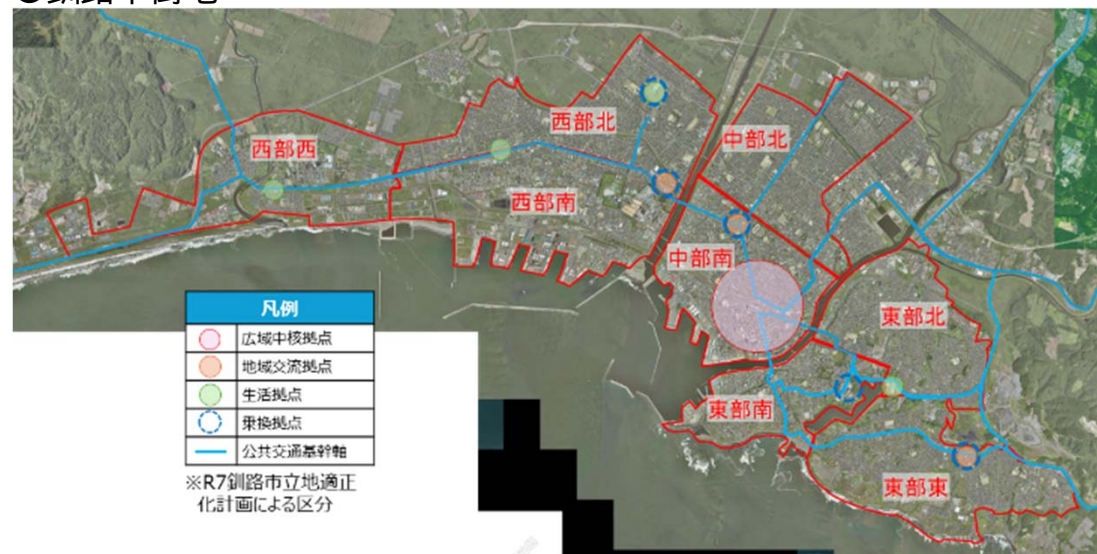 西部北
中部北
西部西
西部南
中部南
東部北
東部南
東部東
凡例
広域中核拠点
地域交流拠点
生活拠点
乗換拠点
公共交通基幹軸
※R7釧路市立地適正
化計画による区分